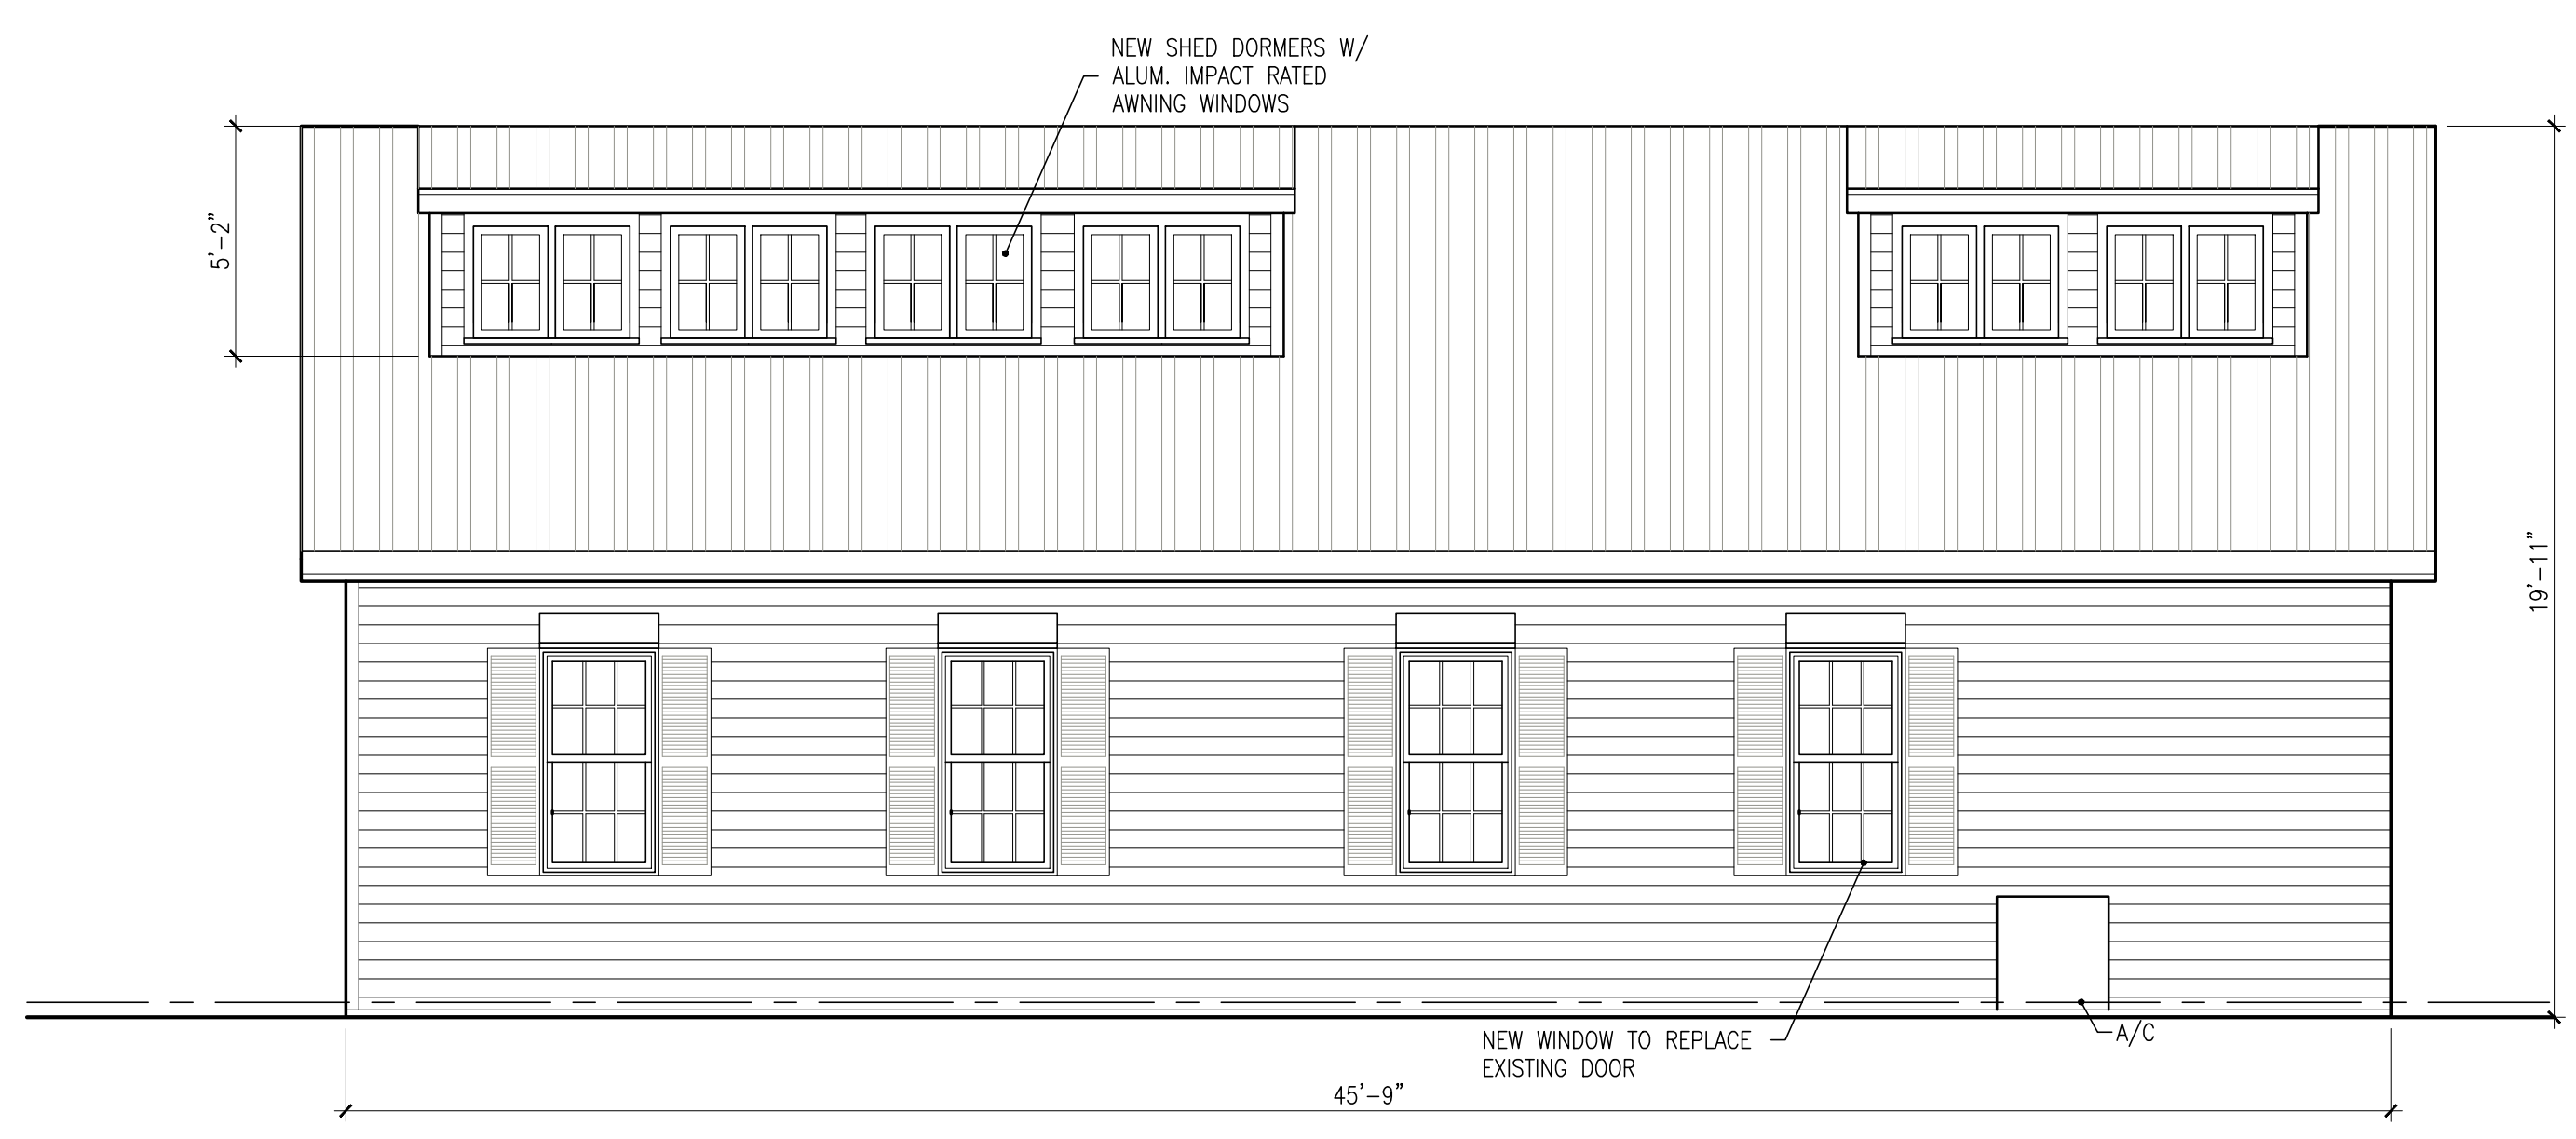 NEW SHED DORMERS W/
ALUM. IMPACT RATED
AWNING WINDOWS
5'-2"
19'-11"
NEW WINDOW TO REPLACE
EXISTING DOOR
A/C
45'-9"